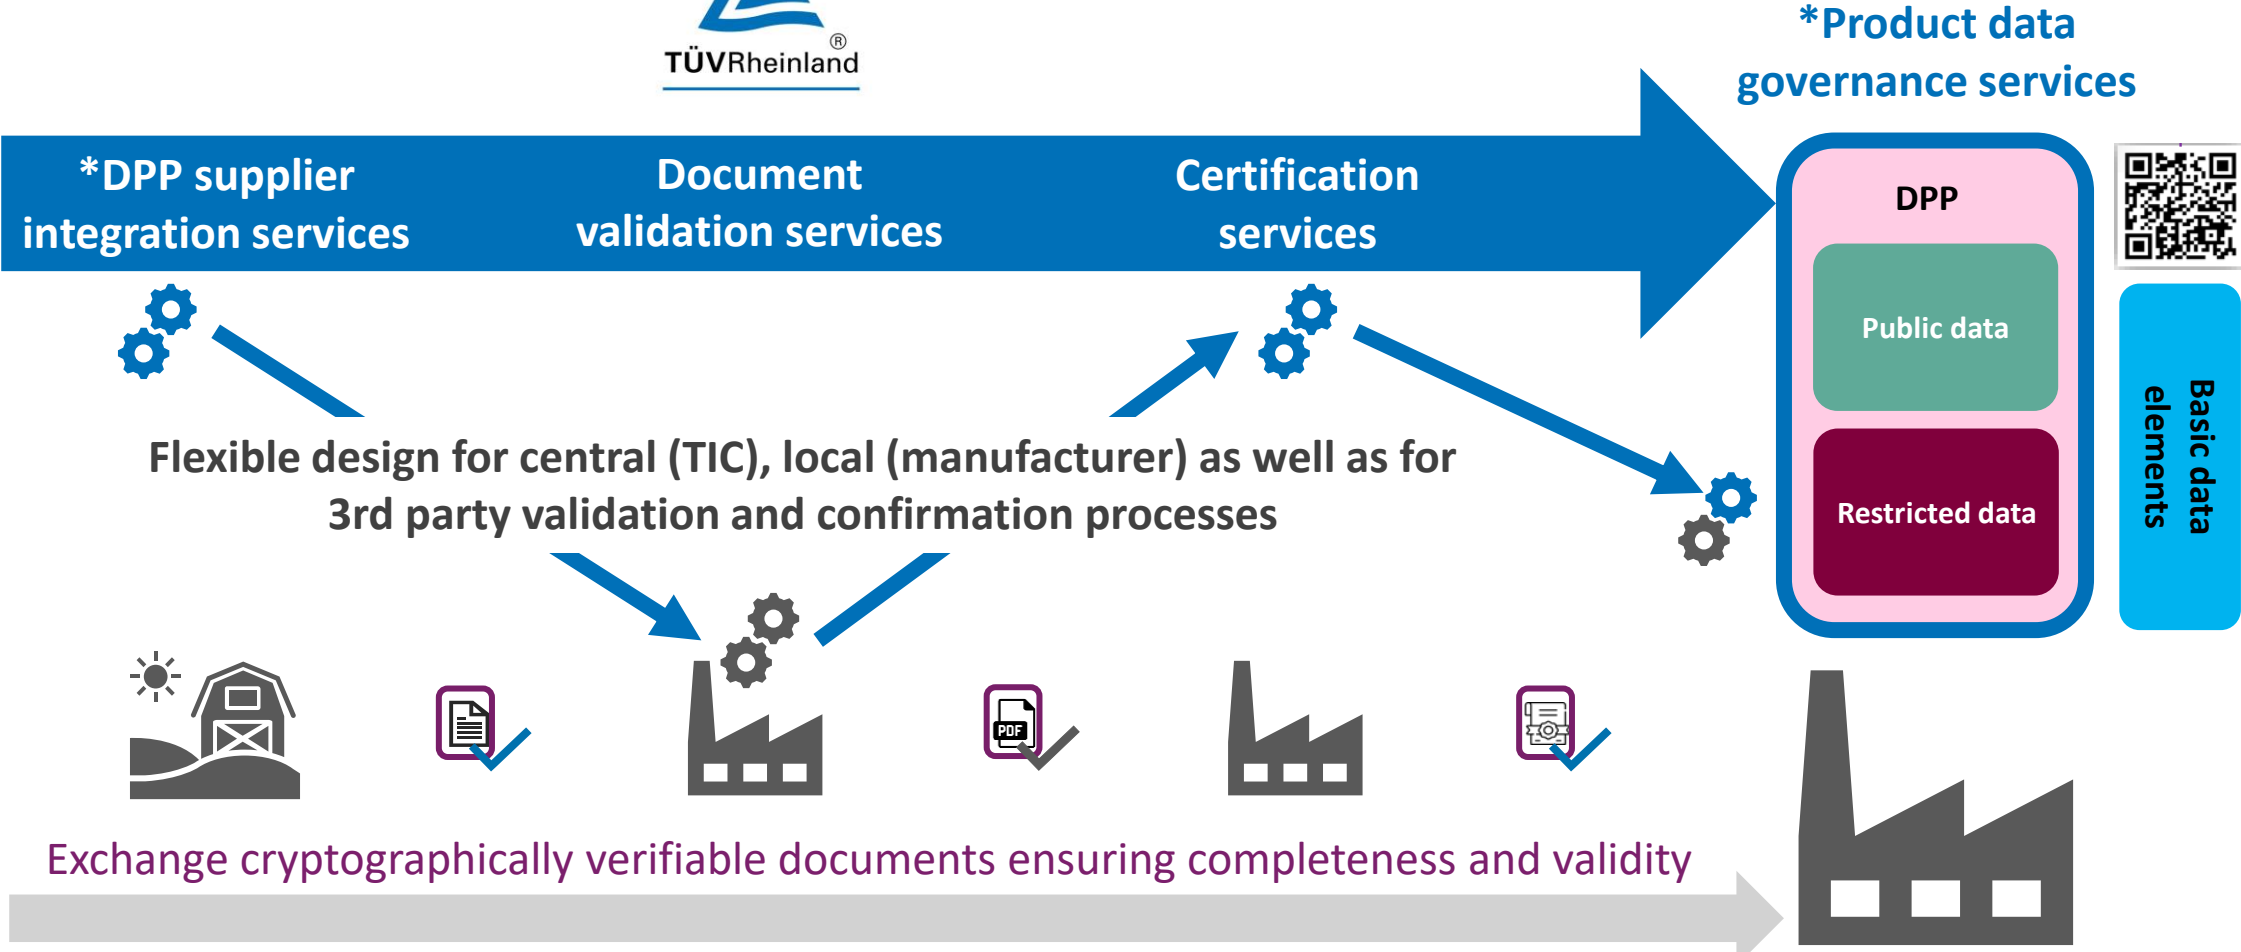 TÜVRheinland
®
*Product data
governance services
*DPP supplier
integration services
Document
validation services
Certification
services
DPP
Public data
Restricted data
Basic data
elements
Flexible design for central (TIC), local (manufacturer) as well as for
3rd party validation and confirmation processes
PDF
Exchange cryptographically verifiable documents ensuring completeness and validity